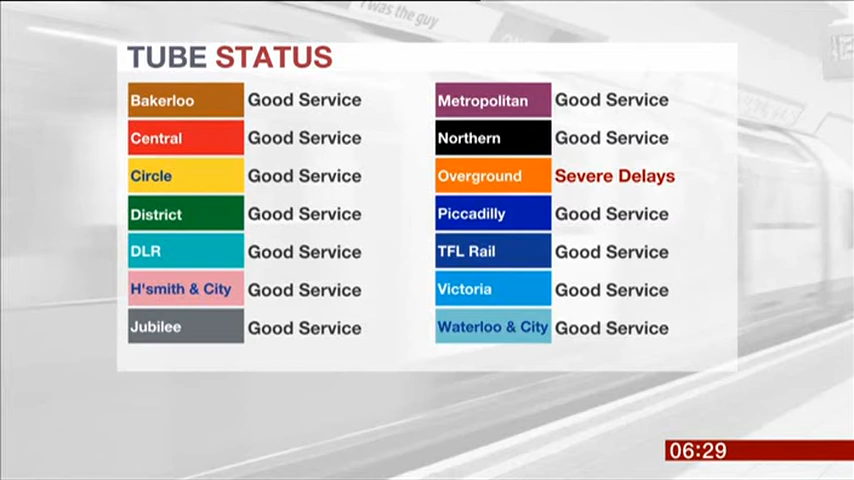 I was the guy
TUBE STATUS
Bakerloo Good Service
Central Good Service
Circle Good Service
District Good Service
DLR Good Service
H'smith & City Good Service
Jubilee Good Service
Metropolitan Good Service
Northern Good Service
Overground Severe Delays
Piccadilly Good Service
TFL Rail Good Service
Victoria Good Service
Waterloo & City Good Service
06:29